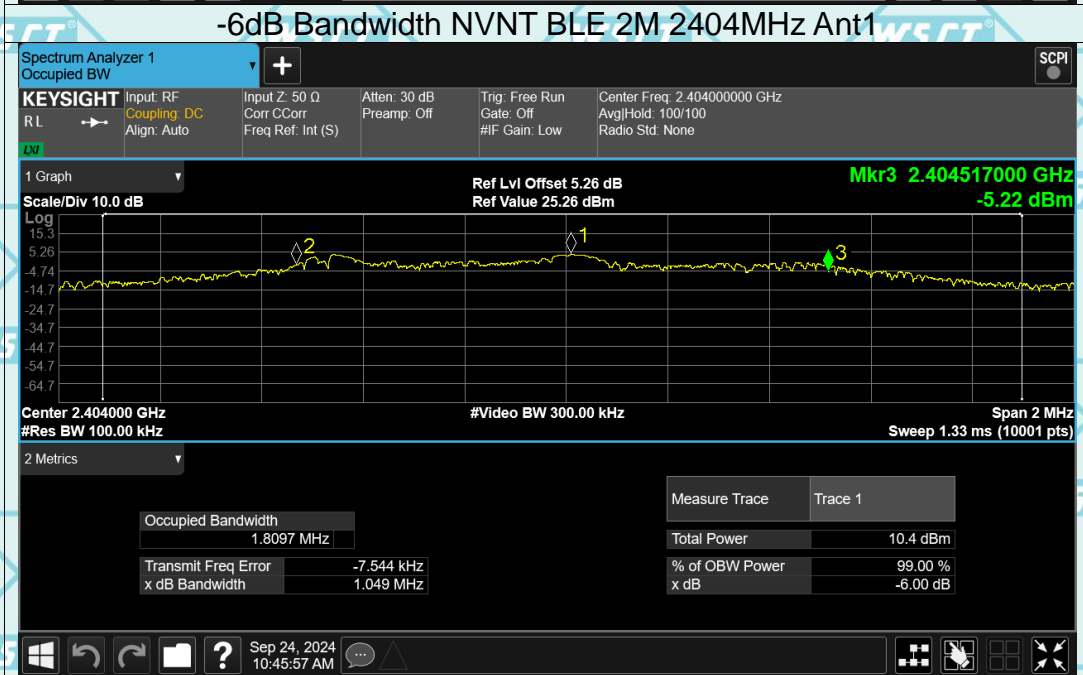 -6dB Bandwidth NVNT BLE 2M 2404MHz Ant1
Spectrum Analyzer 1
Occupied BW
+
SCPI
KEYSIGHT
R L
LXI
Input: RF
Coupling: DC
Align: Auto
Input Z: 50 Ω
Corr CCorr
Freq Ref: Int (S)
Atten: 30 dB
Preamp: Off
Trig: Free Run
Gate: Off
#IF Gain: Low
Center Freq: 2.404000000 GHz
Avg|Hold: 100/100
Radio Std: None
1 Graph
Scale/Div 10.0 dB
Ref Lvl Offset 5.26 dB
Ref Value 25.26 dBm
Mkr3 2.404517000 GHz
-5.22 dBm
Log
15.3
5.26
-4.74
-14.7
-24.7
-34.7
-44.7
-54.7
-64.7
2
1
3
Center 2.404000 GHz
#Res BW 100.00 kHz
#Video BW 300.00 kHz
Span 2 MHz
Sweep 1.33 ms (10001 pts)
2 Metrics
Occupied Bandwidth
1.8097 MHz
Transmit Freq Error -7.544 kHz
x dB Bandwidth 1.049 MHz
Measure Trace Trace 1
Total Power 10.4 dBm
% of OBW Power 99.00 %
x dB -6.00 dB
?
Sep 24, 2024
10:45:57 AM